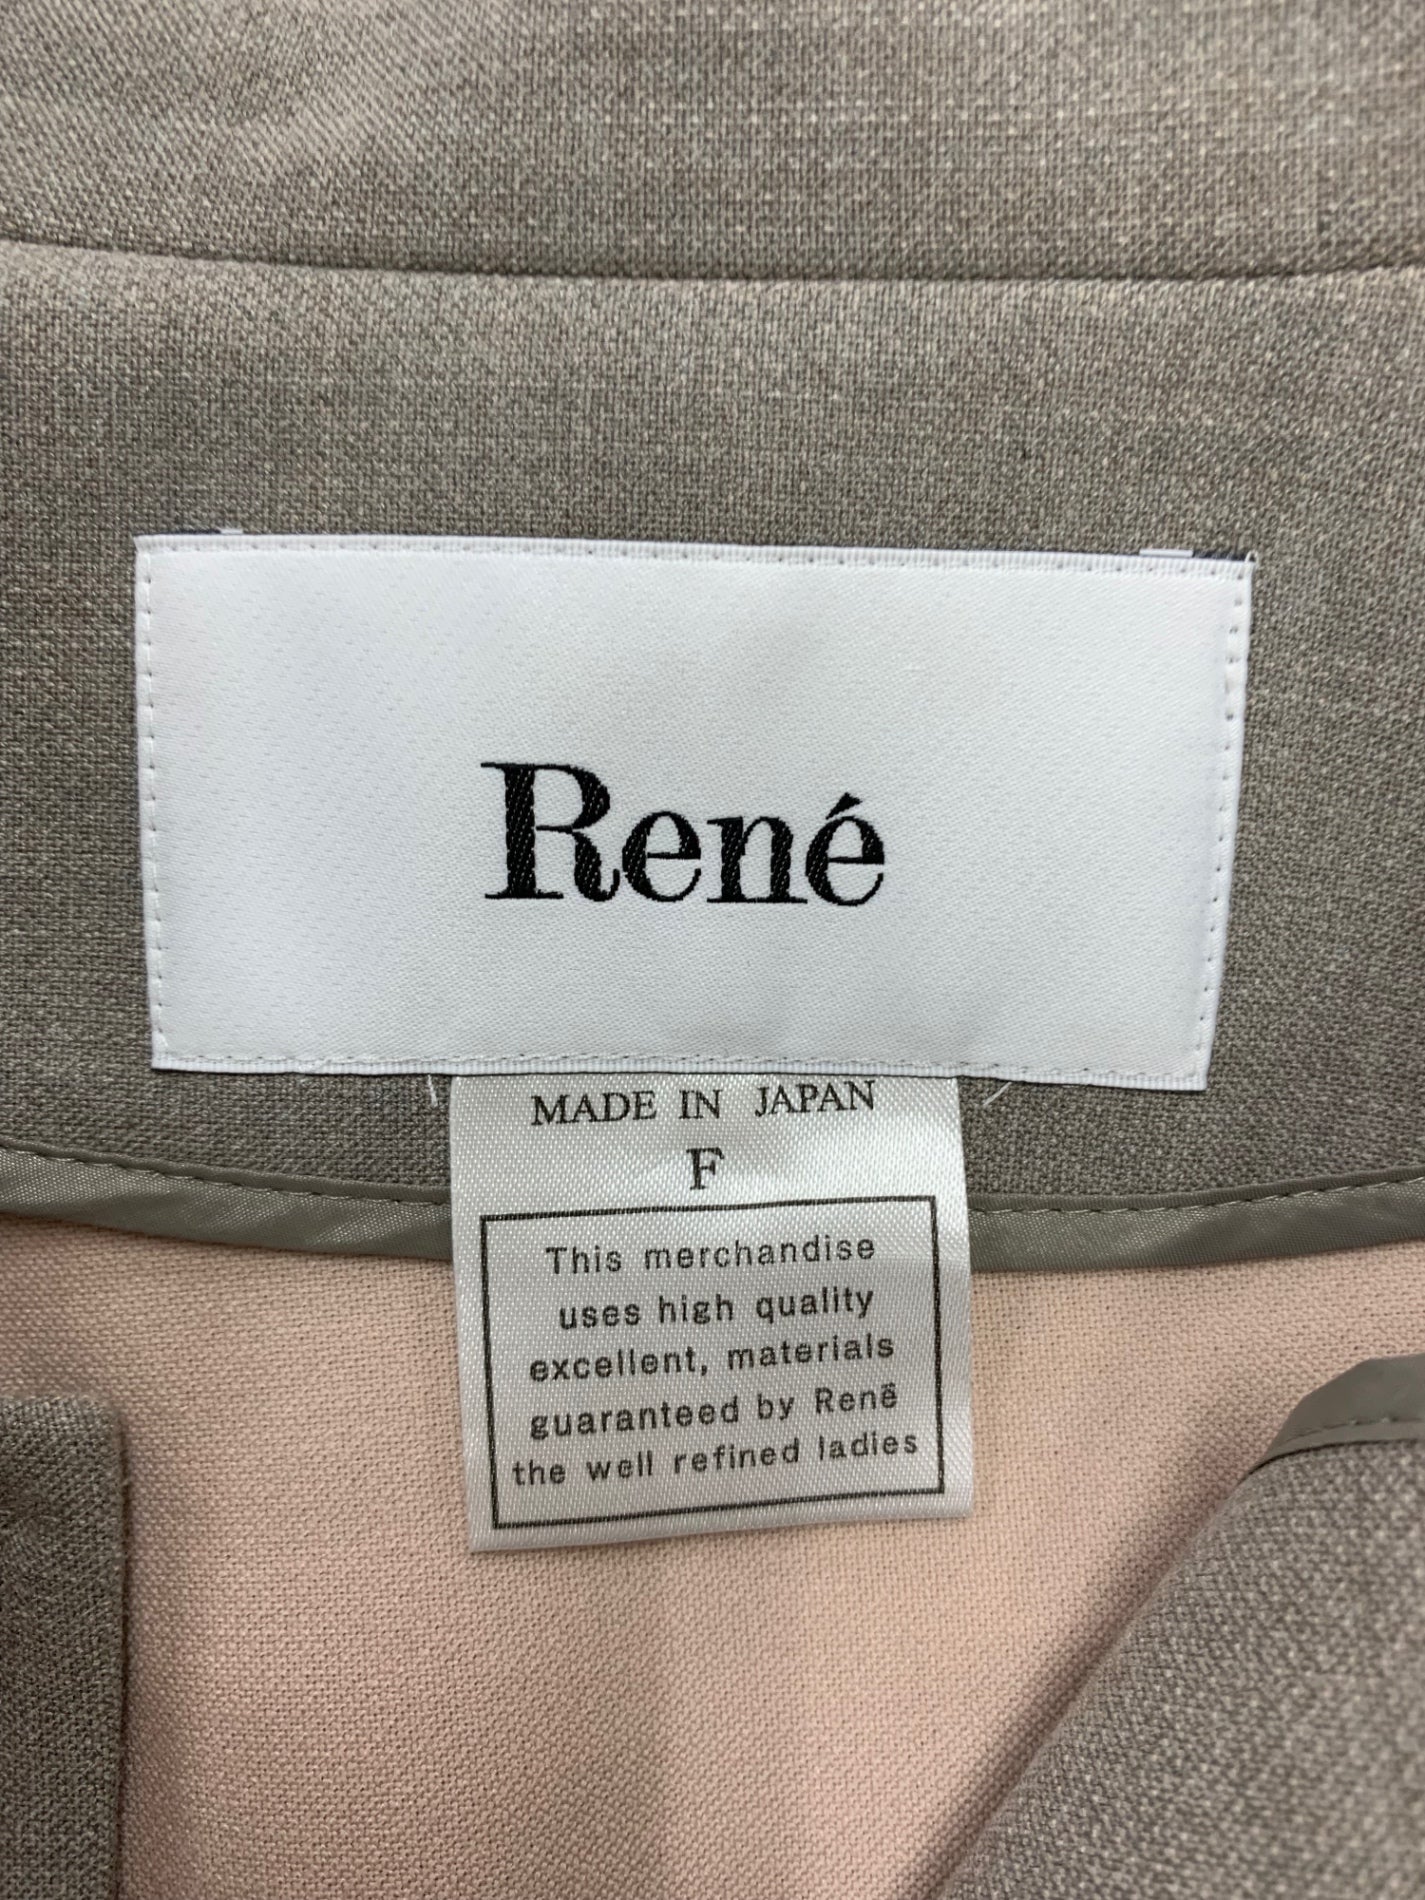 René
MADE IN JAPAN
F
This merchandise
uses high quality
excellent, materials
guaranteed by Renë
the well refined ladies